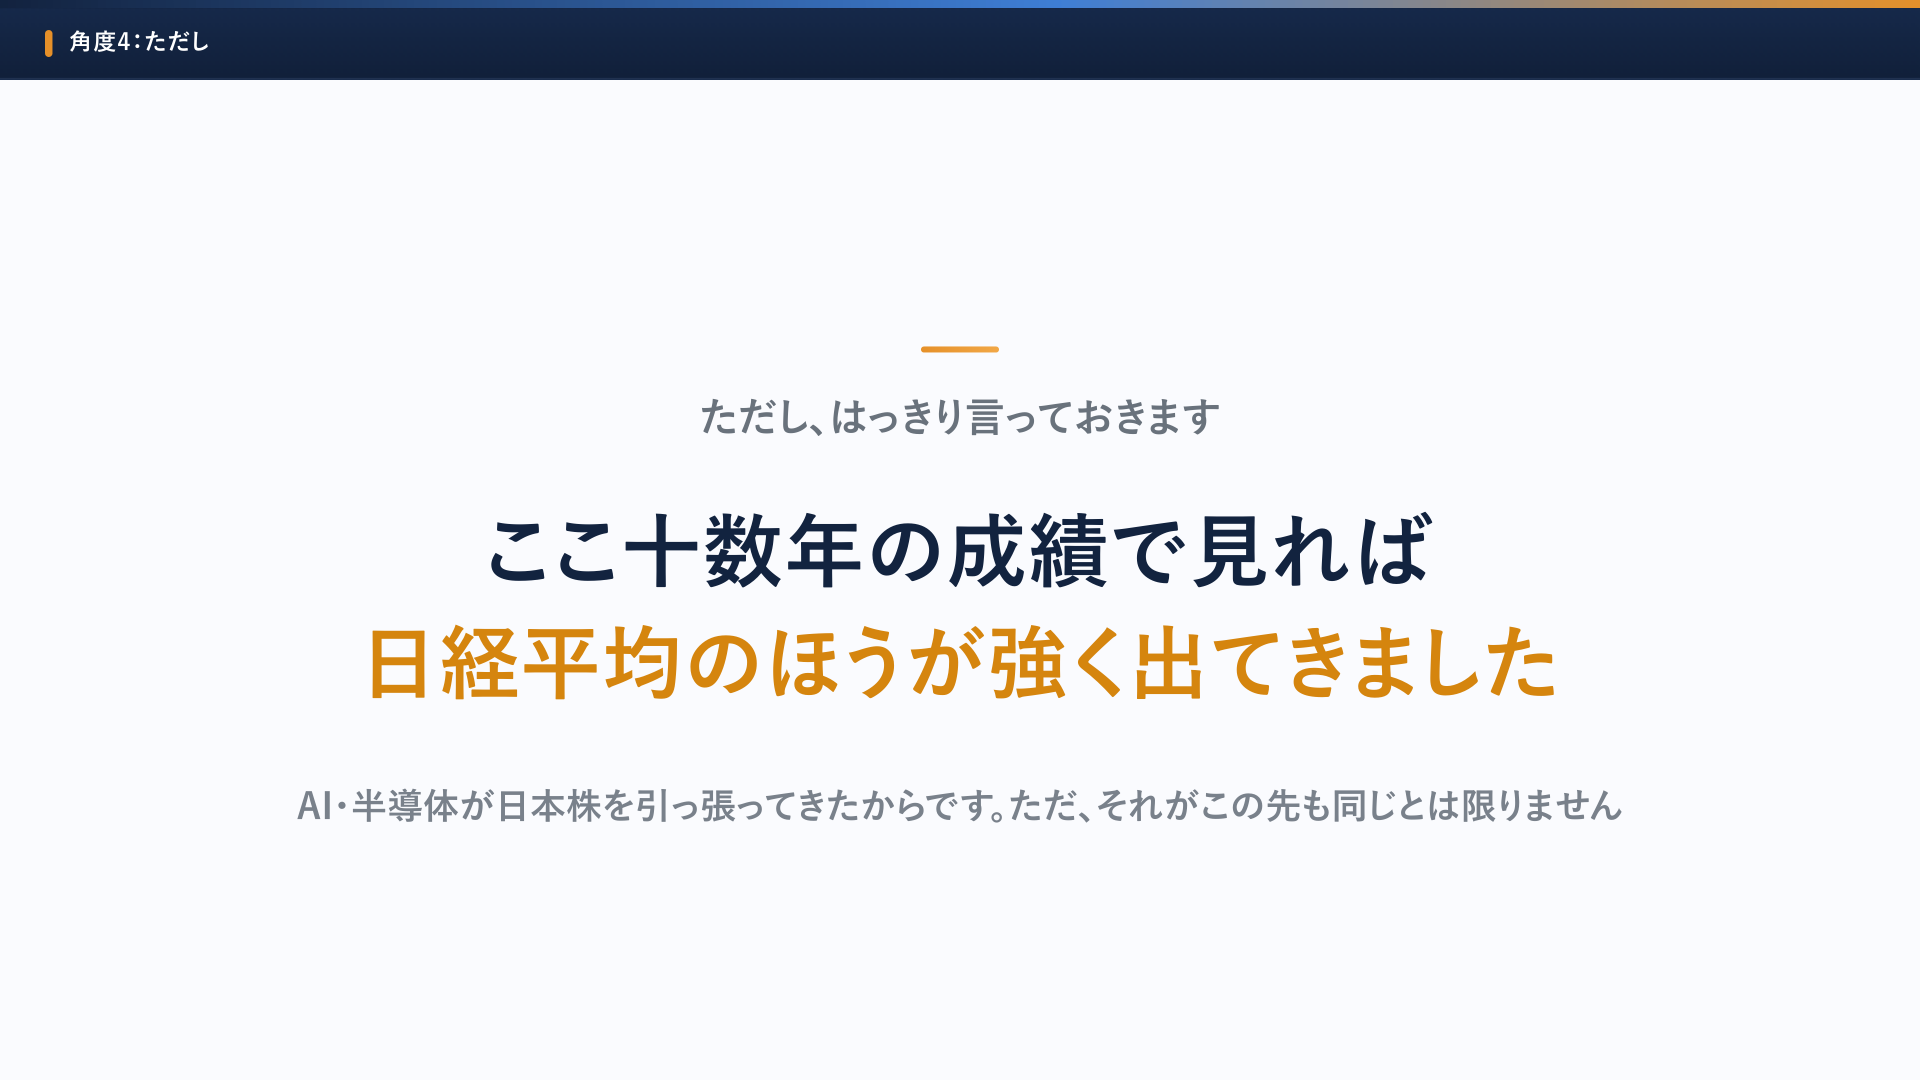 角度4：ただし
ただし、はっきり言っておきます
ここ十数年の成績で見れば
日経平均のほうが強く出てきました
AI・半導体が日本株を引っ張ってきたからです。ただ、それがこの先も同じとは限りません